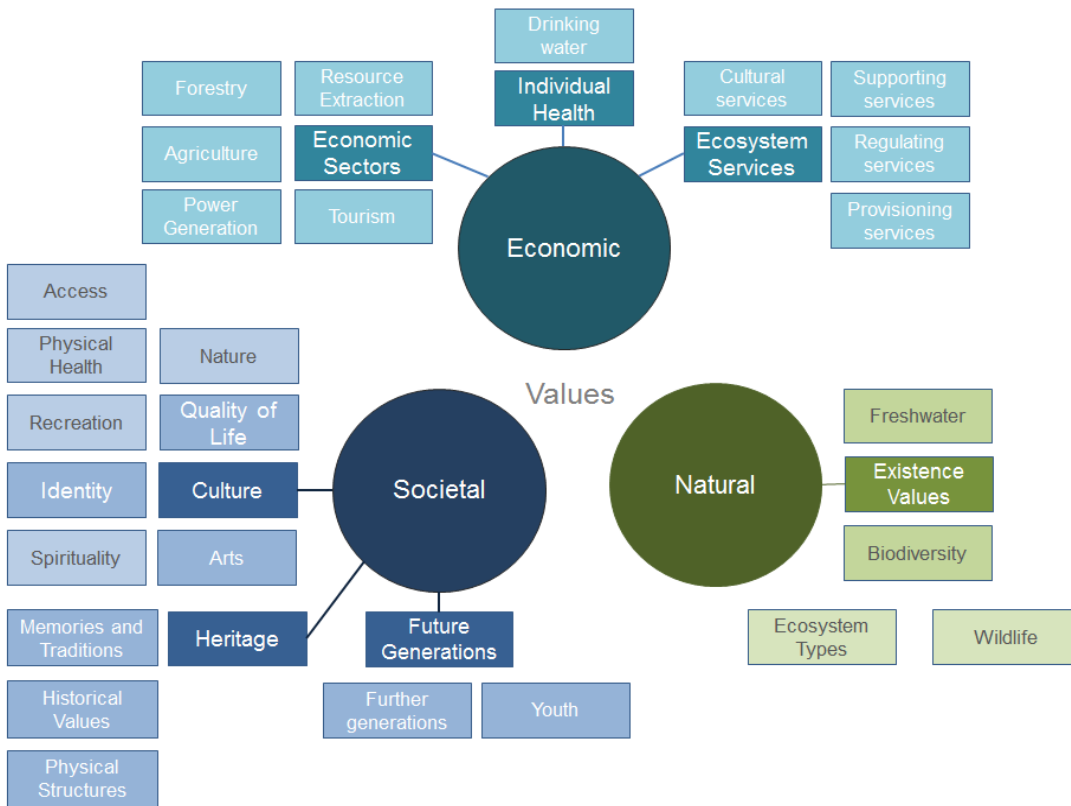 Drinking
water
Individual
Health
Forestry
Resource
Extraction
Agriculture
Economic
Sectors
Power
Generation
Tourism
Cultural
services
Supporting
services
Ecosystem
Services
Regulating
services
Provisioning
services
Economic
Values
Access
Physical
Health
Nature
Recreation
Quality of
Life
Identity
Culture
Societal
Spirituality
Arts
Memories and
Traditions
Heritage
Future
Generations
Historical
Values
Further
generations
Youth
Physical
Structures
Natural
Freshwater
Existence
Values
Biodiversity
Ecosystem
Types
Wildlife